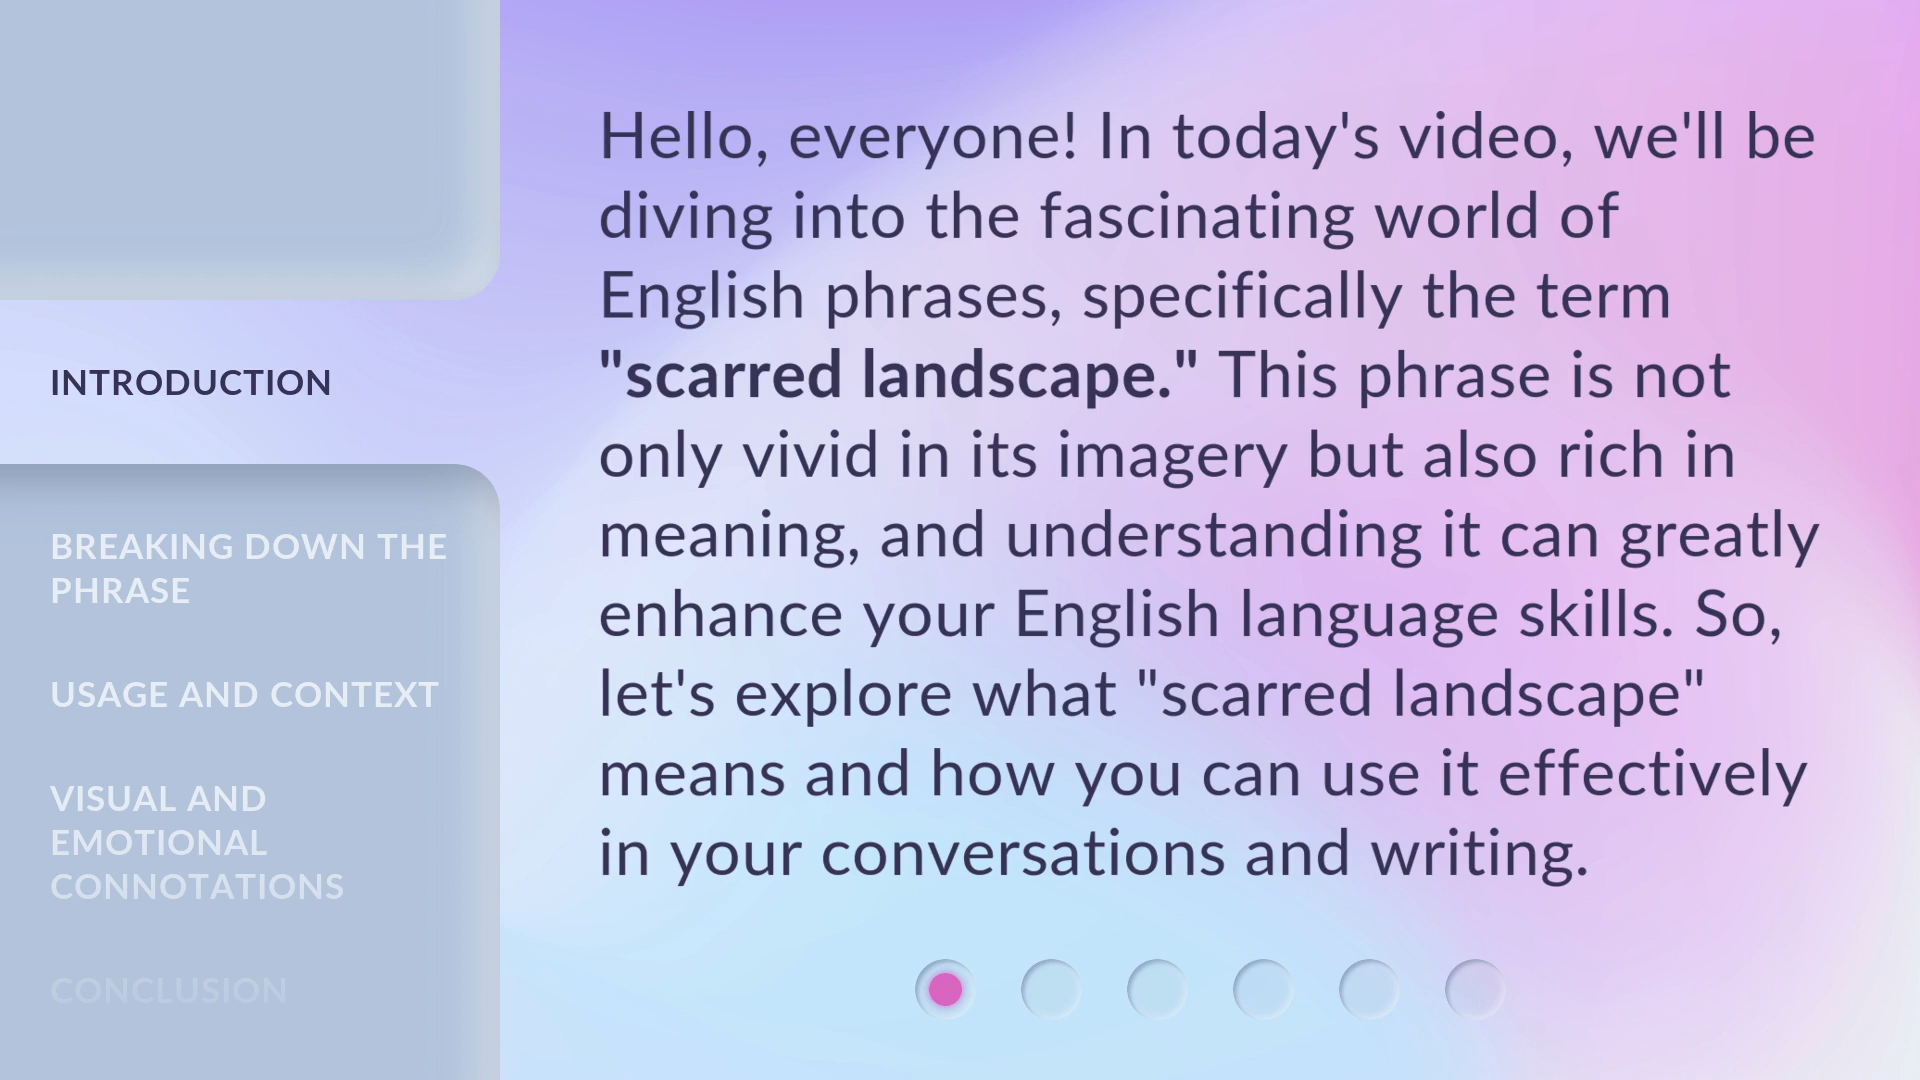 INTRODUCTION
BREAKING DOWN THE
PHRASE
USAGE AND CONTEXT
VISUAL AND
EMOTIONAL
CONNOTATIONS
CONCLUSION
Hello, everyone! In today's video, we'll be
diving into the fascinating world of
English phrases, specifically the term
"scarred landscape." This phrase is not
only vivid in its imagery but also rich in
meaning, and understanding it can greatly
enhance your English language skills. So,
let's explore what "scarred landscape"
means and how you can use it effectively
in your conversations and writing.